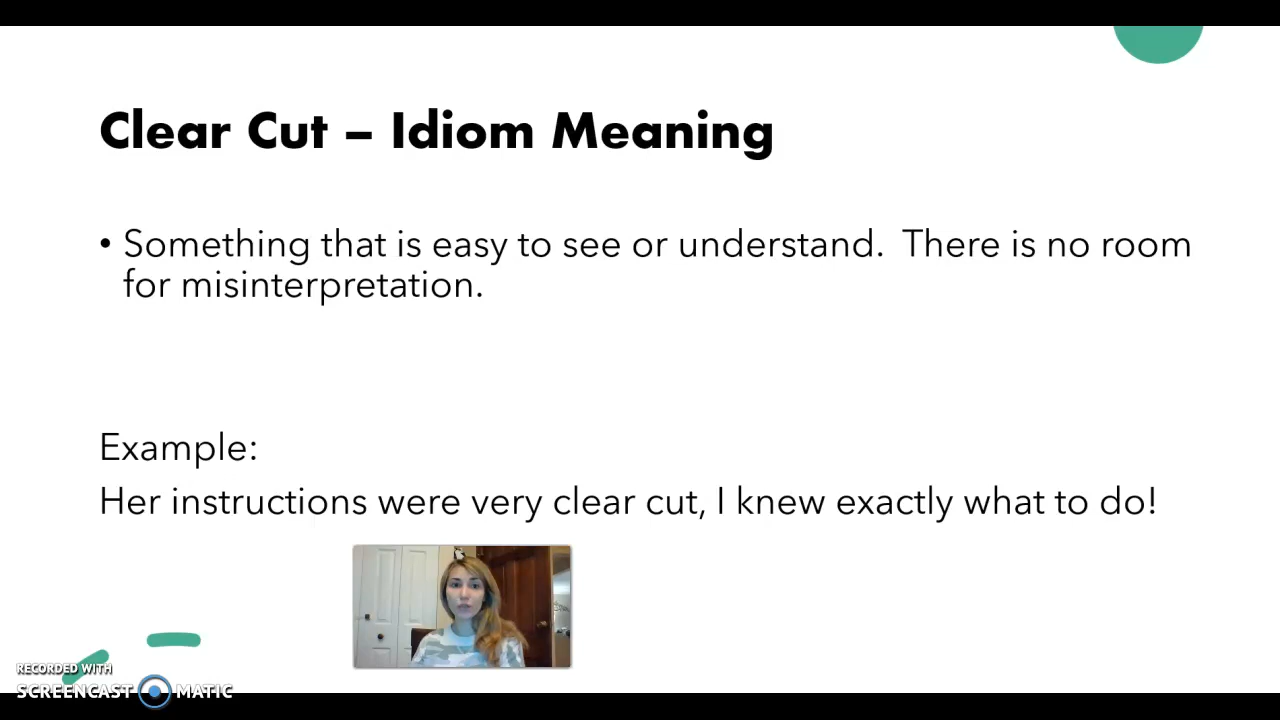 Clear Cut – Idiom Meaning
• Something that is easy to see or understand.  There is no room
for misinterpretation.
Example:
Her instructions were very clear cut, I knew exactly what to do!
RECORDED WITH
SCREENCAST MATIC